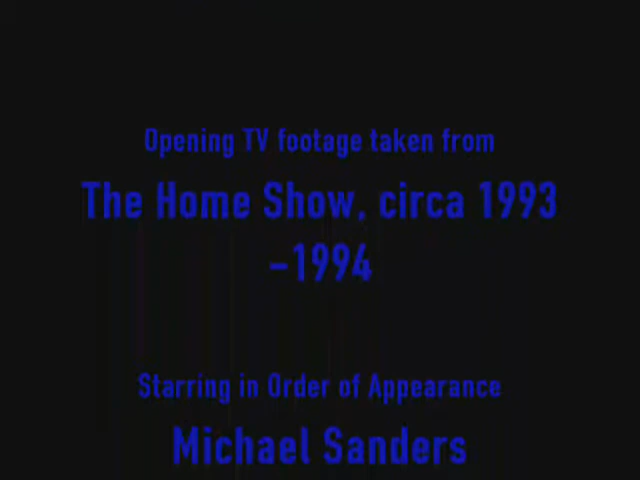 Opening TV footage taken from
The Home Show, circa 1993
-1994
Starring in Order of Appearance
Michael Sanders